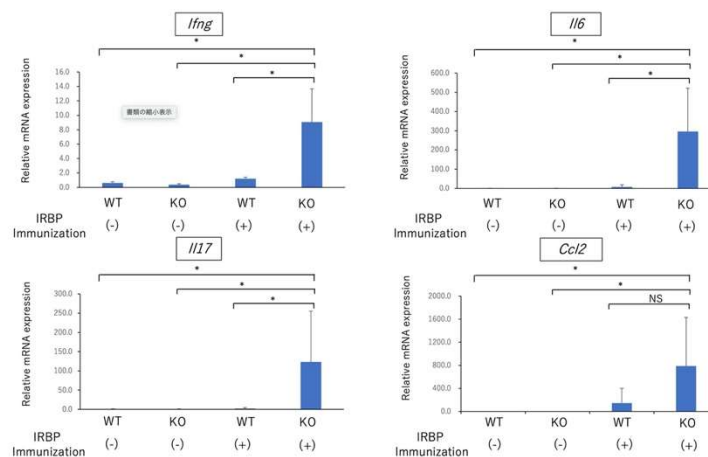 Ifng
*
*
*
Relative mRNA expression
16.0
14.0
12.0
10.0
8.0
6.0
4.0
2.0
0.0
書類の縮小表示
WT KO WT KO
IRBP
Immunization
(-) (-) (+) (+)
Il6
*
*
*
Relative mRNA expression
600.0
500.0
400.0
300.0
200.0
100.0
0.0
WT KO WT KO
IRBP
Immunization
(-) (-) (+) (+)
Il17
*
*
*
Relative mRNA expression
300.0
250.0
200.0
150.0
100.0
50.0
0.0
WT KO WT KO
IRBP
Immunization
(-) (-) (+) (+)
Ccl2
*
*
NS
Relative mRNA expression
2000.0
1600.0
1200.0
800.0
400.0
0.0
WT KO WT KO
IRBP
Immunization
(-) (-) (+) (+)